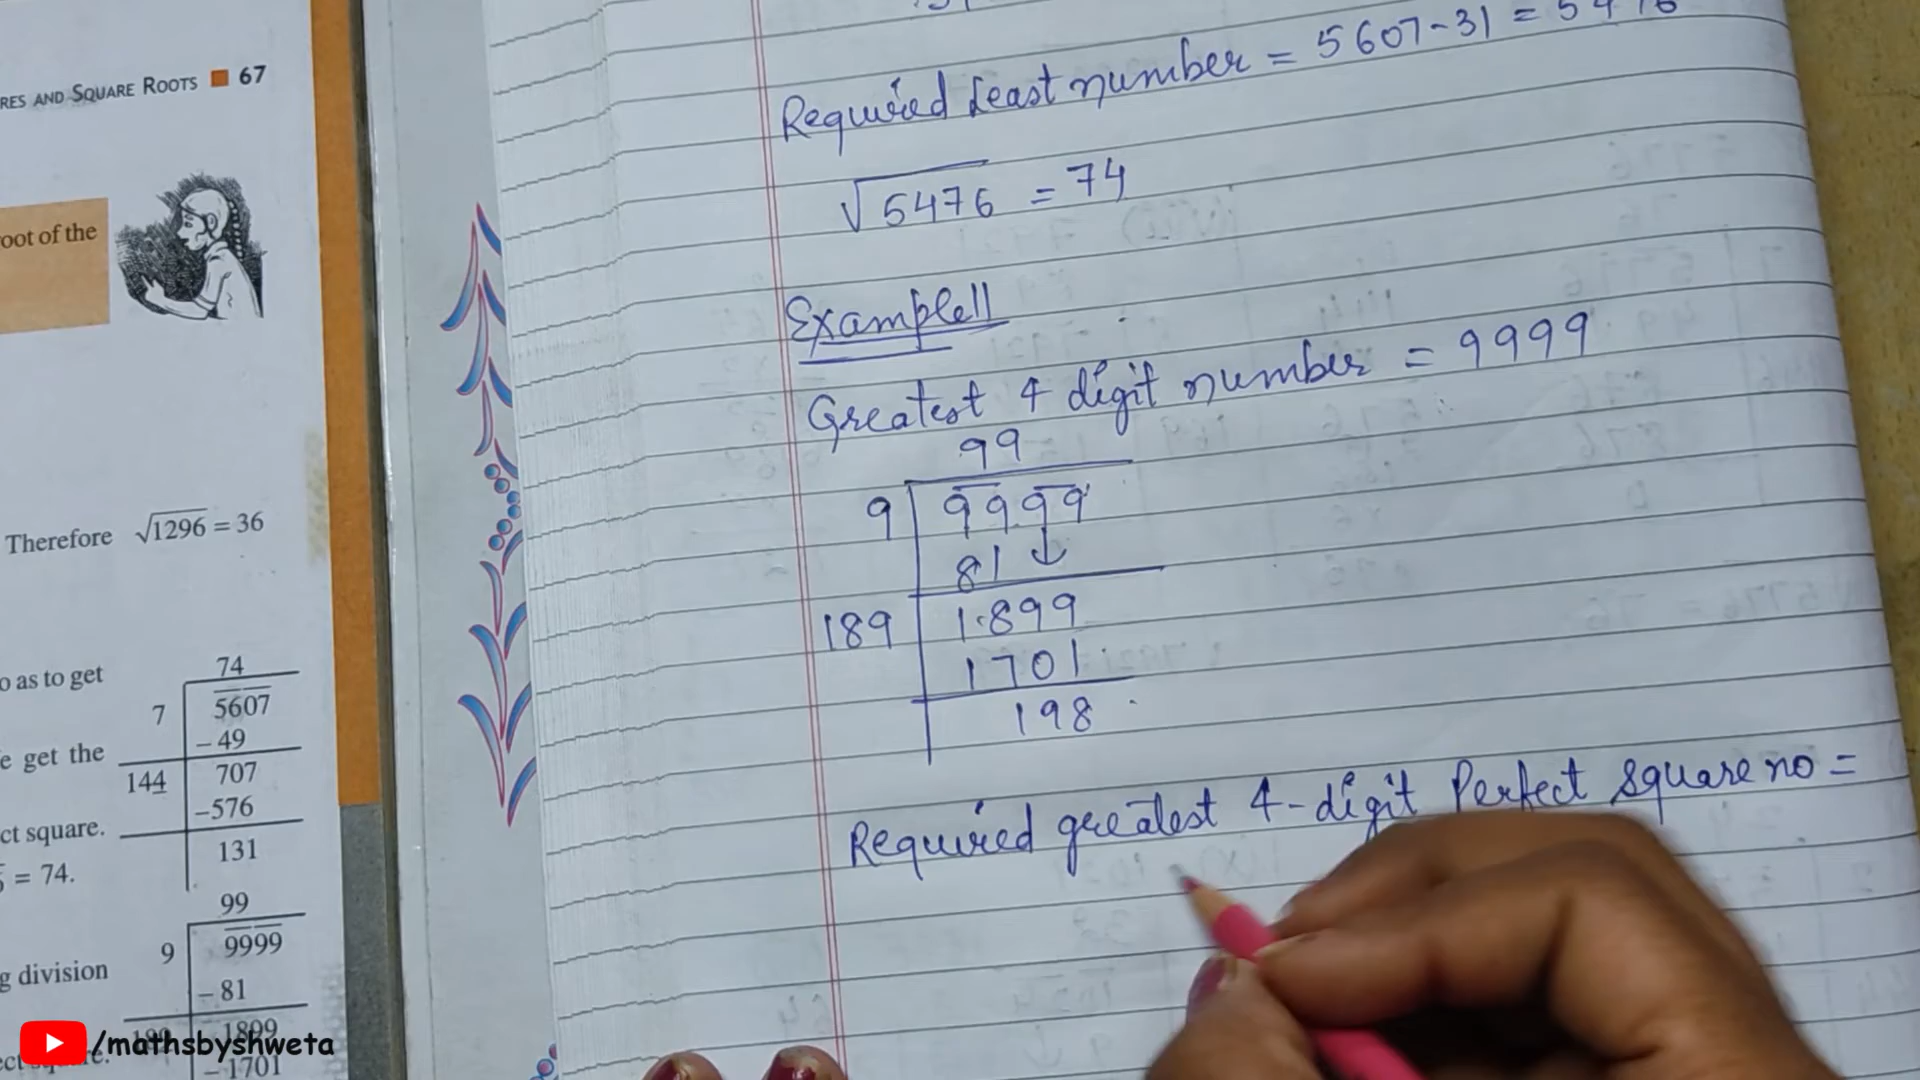 RES AND SQUARE ROOTS ■ 67
oot of the
Therefore √1296 = 36
o as to get
e get the
ct square.
= 74.
g division
74
7 5607
-49
144 707
-576
131
99
9 9999
-81
1899
-1701
/mathsbyshweta
Required least number = 5607-31 = 5476
√5476 = 74
Example 11
Greatest 4 digit number = 9999
99
9 9999
81↓
189 1899
1701
198
Required greatest 4-digit Perfect square no =